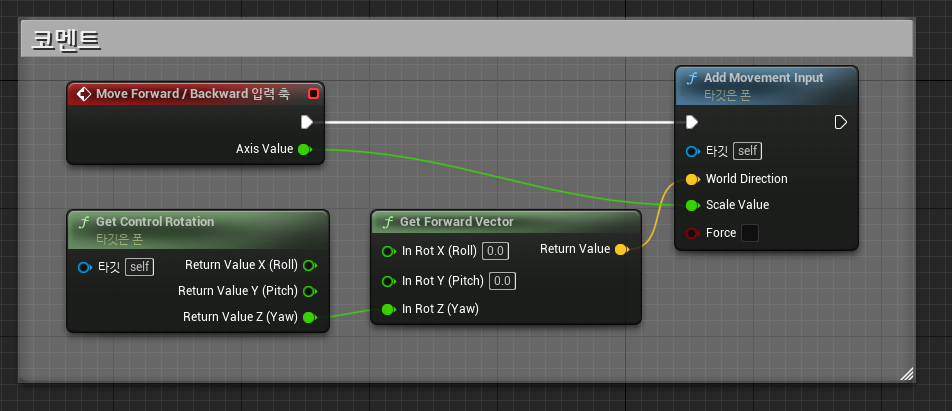 코멘트
Move Forward / Backward 입력 축
Axis Value
Add Movement Input
타깃은 폰
타깃 self
World Direction
Scale Value
Force
Get Control Rotation
타깃은 폰
타깃 self
Return Value X (Roll)
Return Value Y (Pitch)
Return Value Z (Yaw)
Get Forward Vector
In Rot X (Roll) 0.0
Return Value
In Rot Y (Pitch) 0.0
In Rot Z (Yaw)